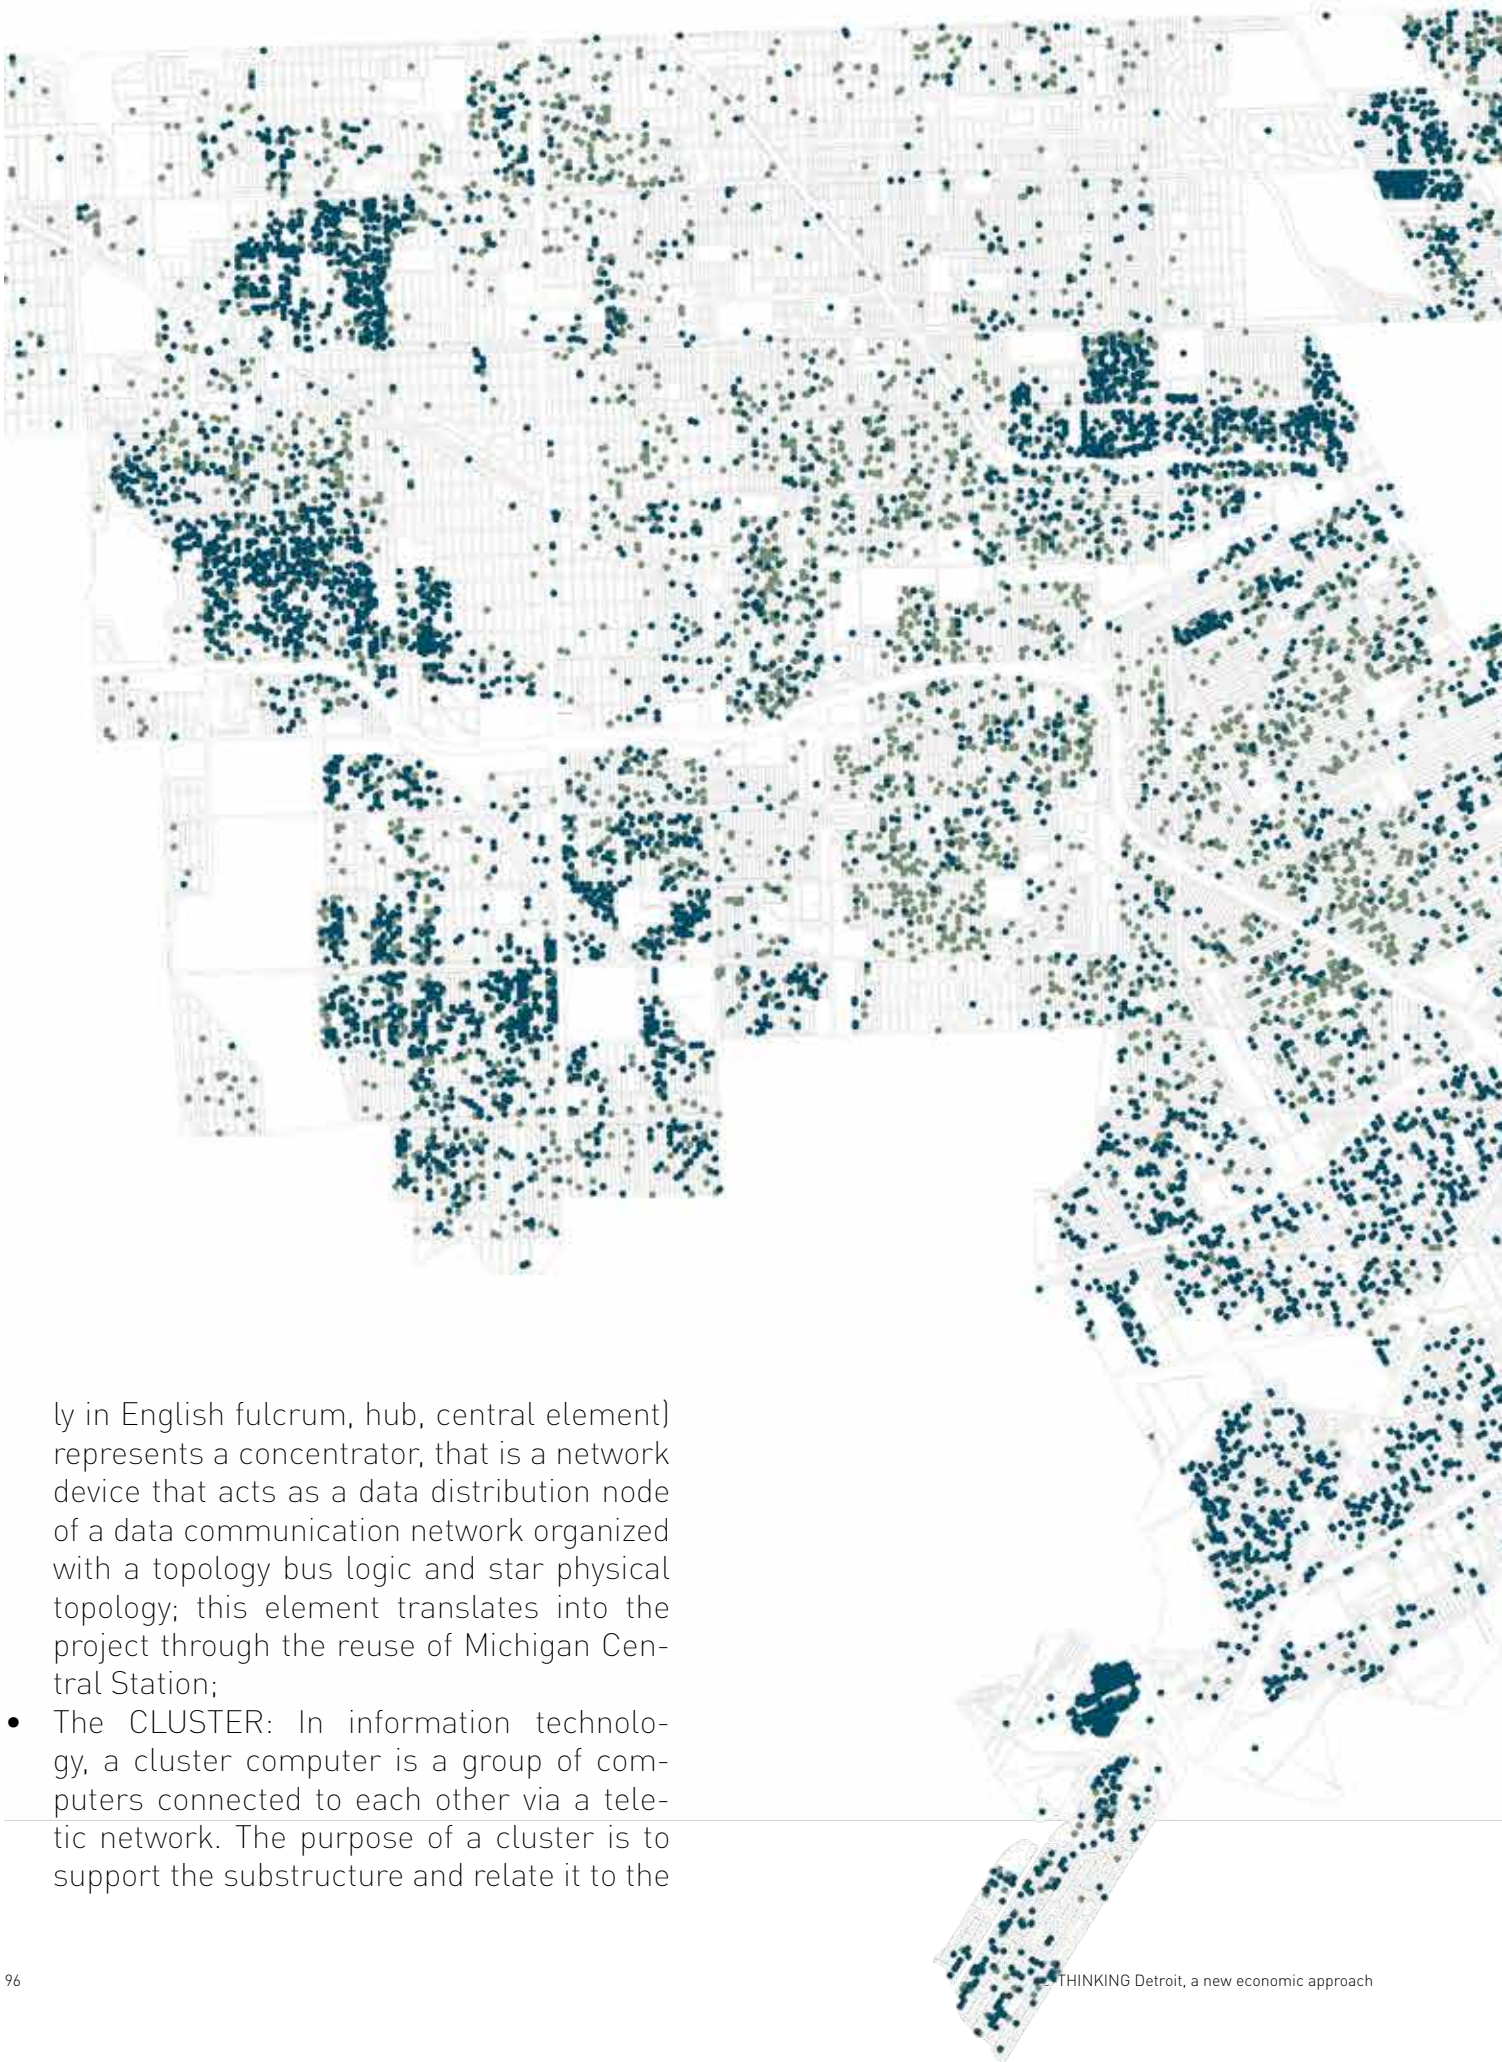 ly in English fulcrum, hub, central element)
represents a concentrator, that is a network
device that acts as a data distribution node
of a data communication network organized
with a topology bus logic and star physical
topology; this element translates into the
project through the reuse of Michigan Cen-
tral Station;
• The CLUSTER: In information technolo-
gy, a cluster computer is a group of com-
puters connected to each other via a tele-
tic network. The purpose of a cluster is to
support the substructure and relate it to the
96
THINKING Detroit, a new economic approach